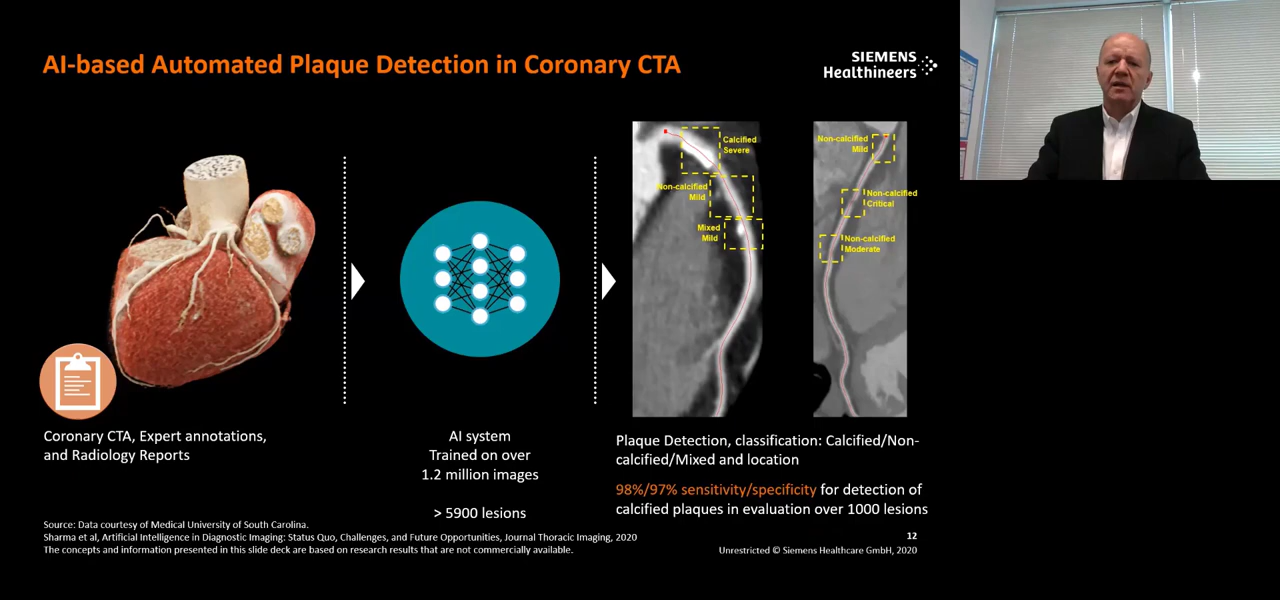 AI-based Automated Plaque Detection in Coronary CTA
SIEMENS
Healthineers
Calcified
Severe
Non-calcified
Mild
Mixed
Mild
Non-calcified
Mild
Non-calcified
Critical
Non-calcified
Moderate
Coronary CTA, Expert annotations,
and Radiology Reports
AI system
Trained on over
1.2 million images
> 5900 lesions
Plaque Detection, classification: Calcified/Non-
calcified/Mixed and location
98%/97% sensitivity/specificity for detection of
calcified plaques in evaluation over 1000 lesions
Source: Data courtesy of Medical University of South Carolina.
Sharma et al, Artificial Intelligence in Diagnostic Imaging: Status Quo, Challenges, and Future Opportunities, Journal Thoracic Imaging, 2020
The concepts and information presented in this slide deck are based on research results that are not commercially available.
12
Unrestricted © Siemens Healthcare GmbH, 2020